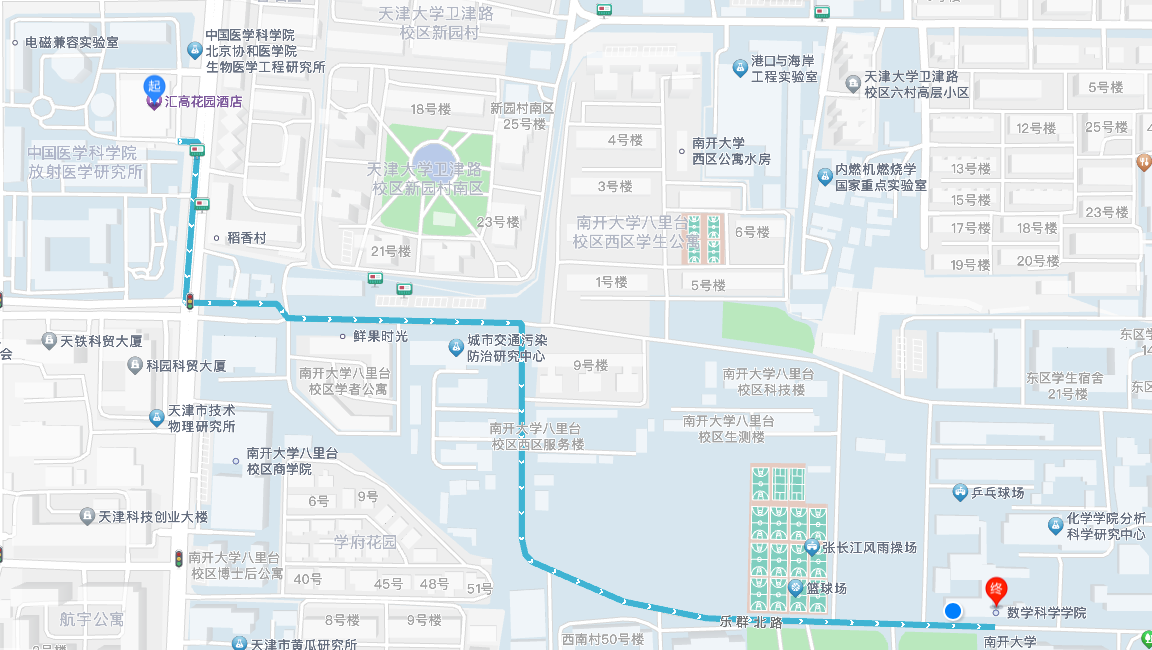 天津大学卫津路
校区新园村
电磁兼容实验室
中国医学科学院
北京协和医学院
生物医学工程研究所
港口与海岸
工程实验室
天津大学卫津路
校区六村高层小区
5号楼
起
汇高花园酒店
18号楼
新园村南区
25号楼
4号楼
南开大学
西区公寓水房
12号楼
25号楼
中国医学科学院
放射医学研究所
天津大学卫津路
校区新园村南区
3号楼
内燃机燃烧学
国家重点实验室
13号楼
15号楼
23号楼
23号楼
南开大学八里台
校区西区学生公寓
6号楼
17号楼
18号楼
稻香村
21号楼
19号楼
20号楼
1号楼
5号楼
天铁科贸大厦
鲜果时光
城市交通污染
防治研究中心
东区学
14
会
科园科贸大厦
9号楼
南开大学八里台
校区学者公寓
南开大学八里台
校区科技楼
东区学生宿舍
21号楼
东区
天津市技术
物理研究所
南开大学八里台
校区西区服务楼
南开大学八里台
校区生测楼
南开大学八里台
校区商学院
6号
9号
乒乓球场
天津科技创业大楼
化学学院分析
科学研究中心
学府花园
张长江风雨操场
南开大学八里台
校区博士后公寓
40号
45号
48号
51号
篮球场
终
数学科学学院
航宇公寓
8号楼
9号楼
乐群北路
西南村50号楼
南开大学
天津市黄瓜研究所